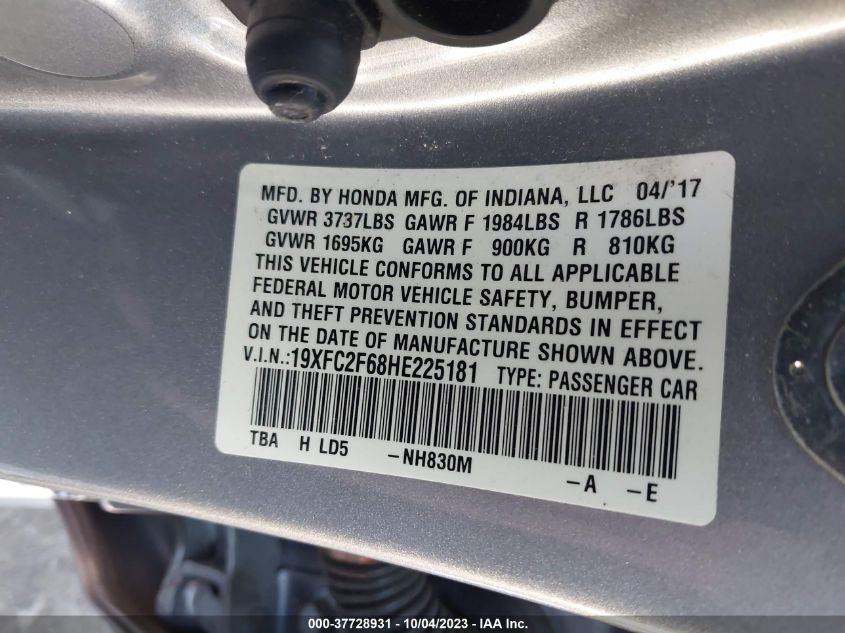 MFD. BY HONDA MFG. OF INDIANA, LLC 04/'17
GVWR 3737LBS GAWR F 1984LBS R 1786LBS
GVWR 1695KG GAWR F 900KG R 810KG
THIS VEHICLE CONFORMS TO ALL APPLICABLE
FEDERAL MOTOR VEHICLE SAFETY, BUMPER,
AND THEFT PREVENTION STANDARDS IN EFFECT
ON THE DATE OF MANUFACTURE SHOWN ABOVE.
V.I.N.:19XFC2F68HE225181 TYPE: PASSENGER CAR
TBA H LD5 -NH830M
-A -E
000-37728931 - 10/04/2023 - IAA Inc.